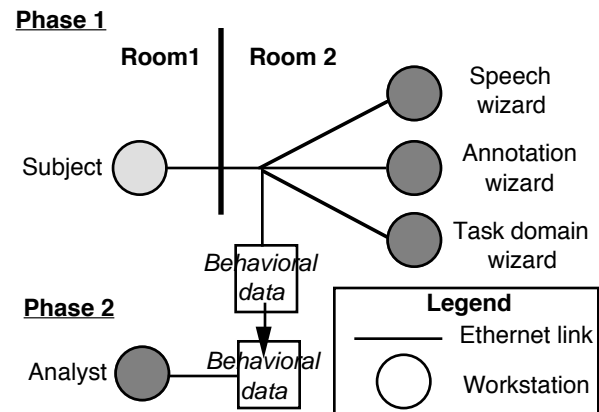 Phase 1
Room1
Room 2
Speech
wizard
Subject
Annotation
wizard
Task domain
wizard
Behavioral
data
Phase 2
Analyst
Behavioral
data
Legend
Ethernet link
Workstation